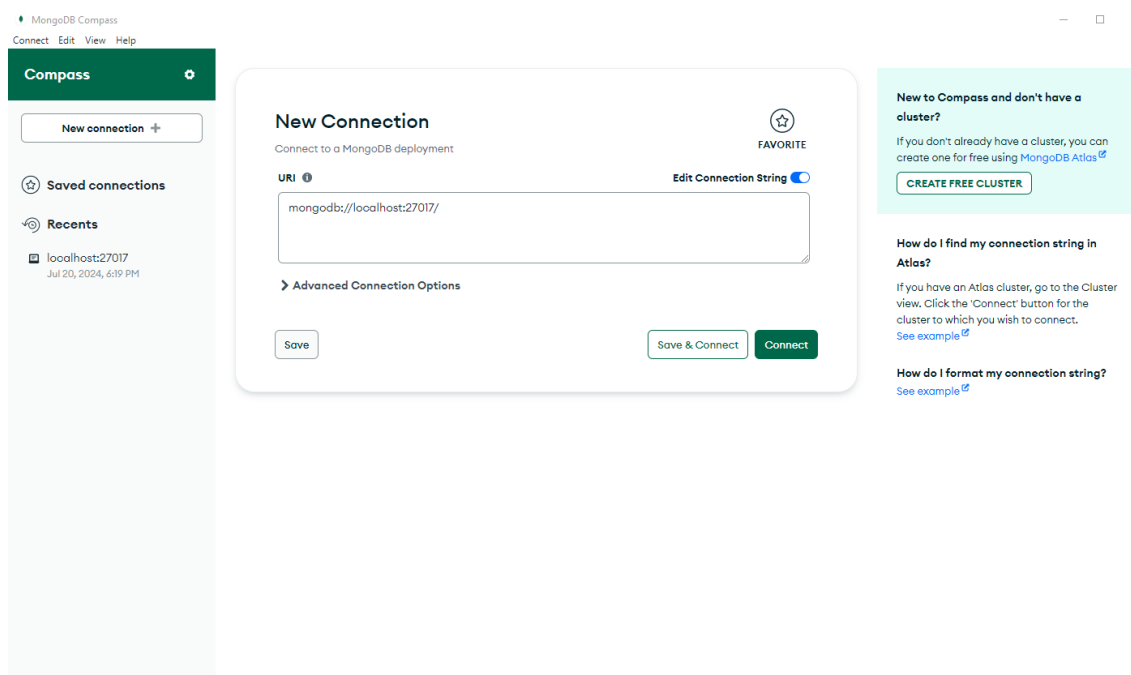 MongoDB Compass
Connect Edit View Help
Compass
New connection
Saved connections
Recents
localhost:27017
Jul 20, 2024, 6:19 PM
New Connection
Connect to a MongoDB deployment
FAVORITE
URI
Edit Connection String
mongodb://localhost:27017/
Advanced Connection Options
Save
Save & Connect
Connect
New to Compass and don't have a
cluster?
If you don't already have a cluster, you can
create one for free using MongoDB Atlas
CREATE FREE CLUSTER
How do I find my connection string in
Atlas?
If you have an Atlas cluster, go to the Cluster
view. Click the 'Connect' button for the
cluster to which you wish to connect.
See example
How do I format my connection string?
See example